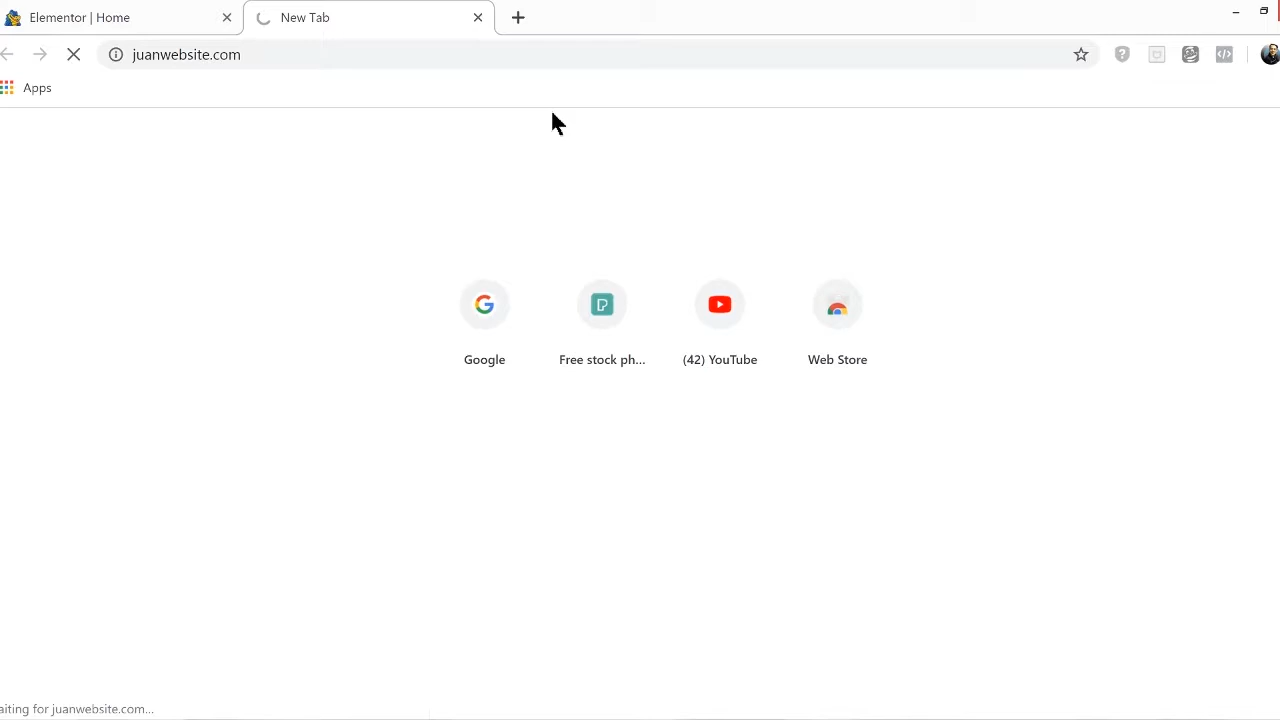 Elementor | Home
New Tab
juanwebsite.com
Apps
Google
Free stock ph...
(42) YouTube
Web Store
aiting for juanwebsite.com...